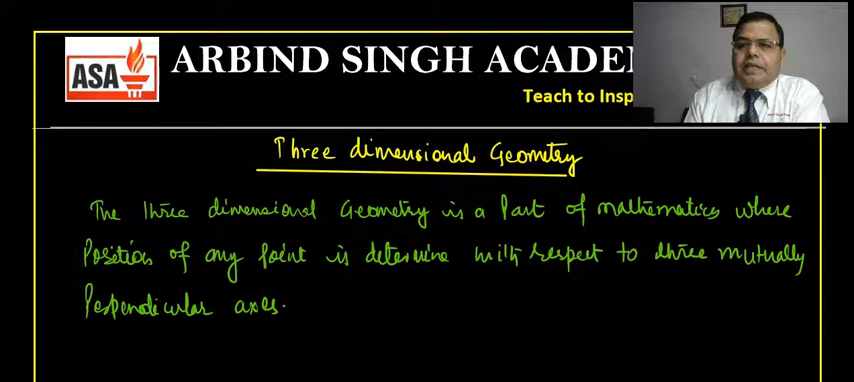 ASA
ARBIND SINGH ACADE
Teach to Insp
Three dimensional Geometry
The three dimensional Geometry is a part of mathematics where
Position of any point is determine with respect to three mutually
Perpendicular axes.